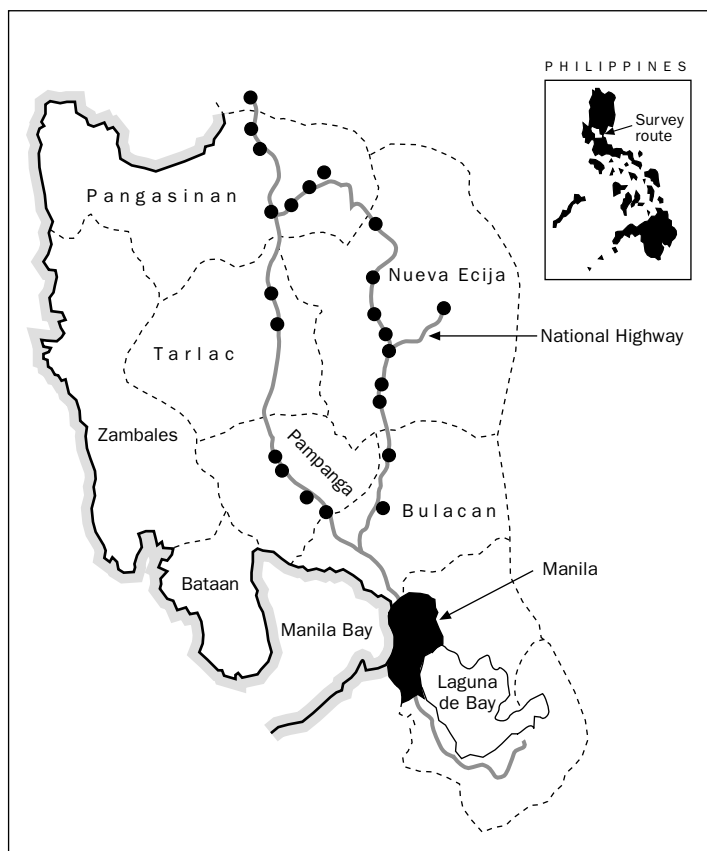 PHILIPPINES
Survey
route
Pangasinan
Nueva Ecija
National Highway
Tarlac
Zambales
Pampanga
Bulacan
Manila
Bataan
Manila Bay
Laguna
de Bay